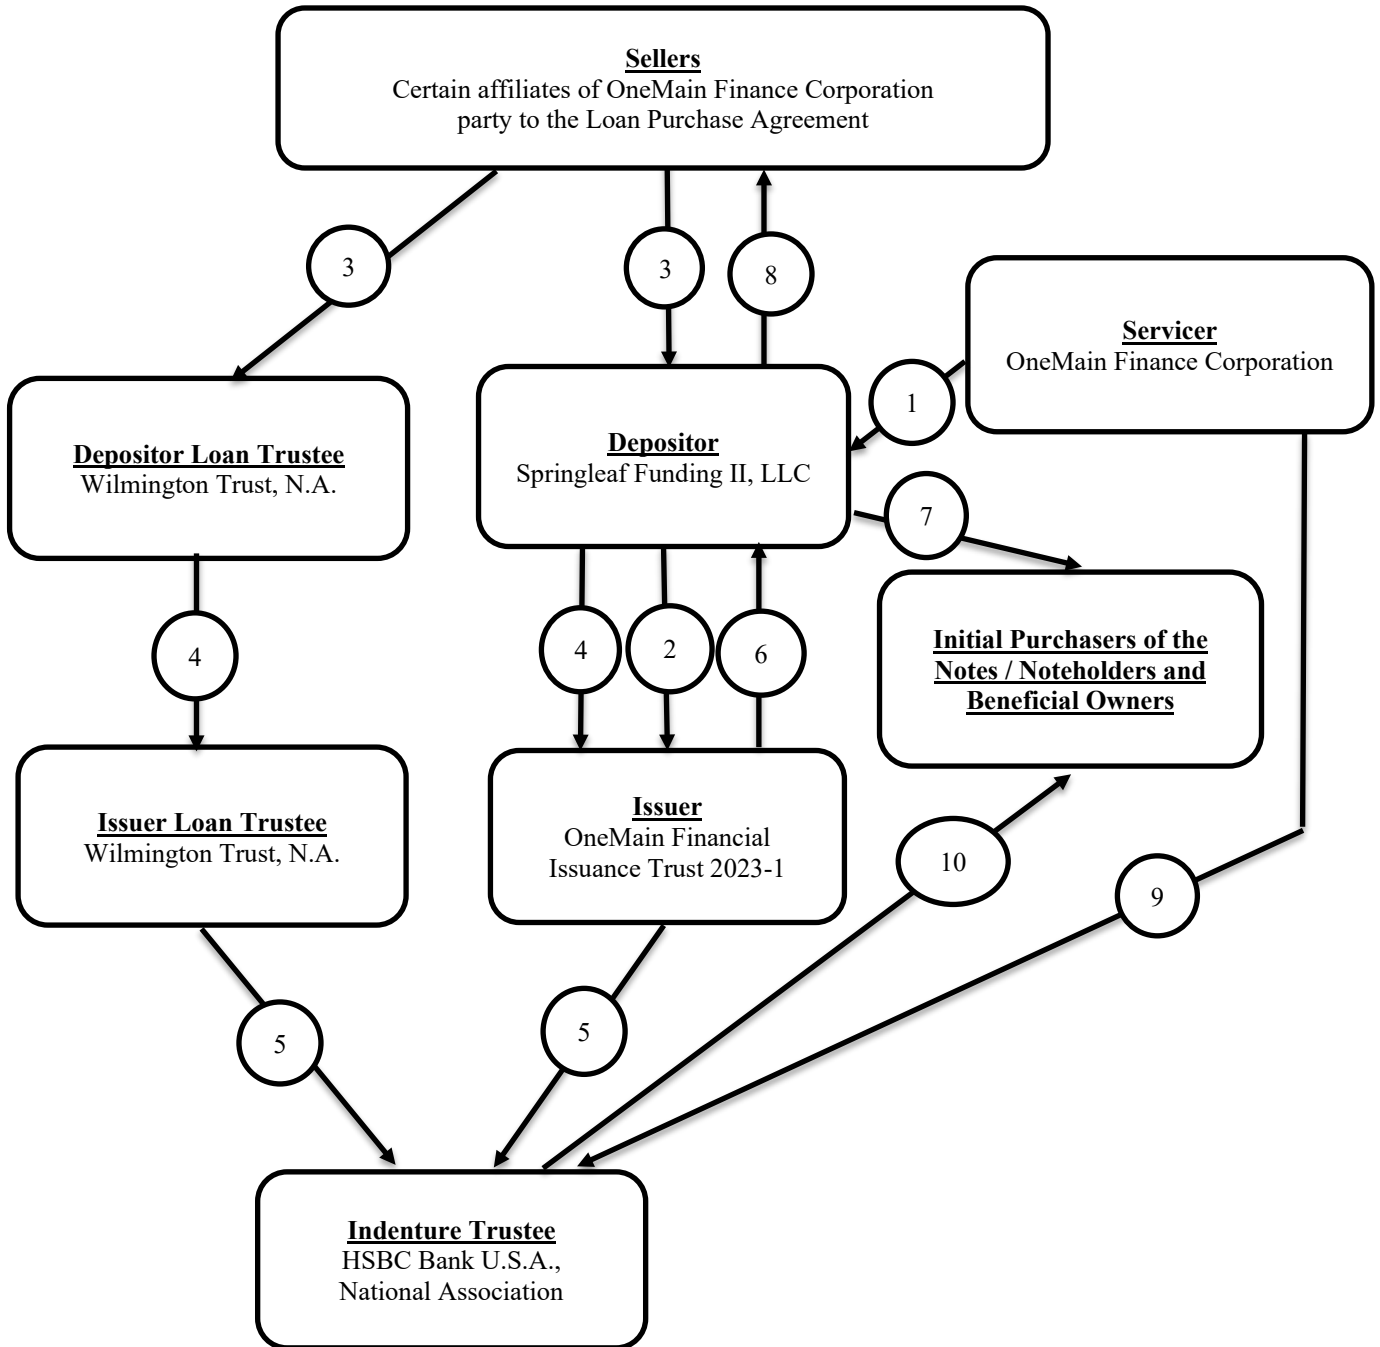 Sellers
Certain affiliates of OneMain Finance Corporation
party to the Loan Purchase Agreement
3
3
8
Servicer
OneMain Finance Corporation
1
Depositor Loan Trustee
Wilmington Trust, N.A.
Depositor
Springleaf Funding II, LLC
7
4
4
2
6
Initial Purchasers of the
Notes / Noteholders and
Beneficial Owners
Issuer Loan Trustee
Wilmington Trust, N.A.
Issuer
OneMain Financial
Issuance Trust 2023-1
10
9
5
5
Indenture Trustee
HSBC Bank U.S.A.,
National Association